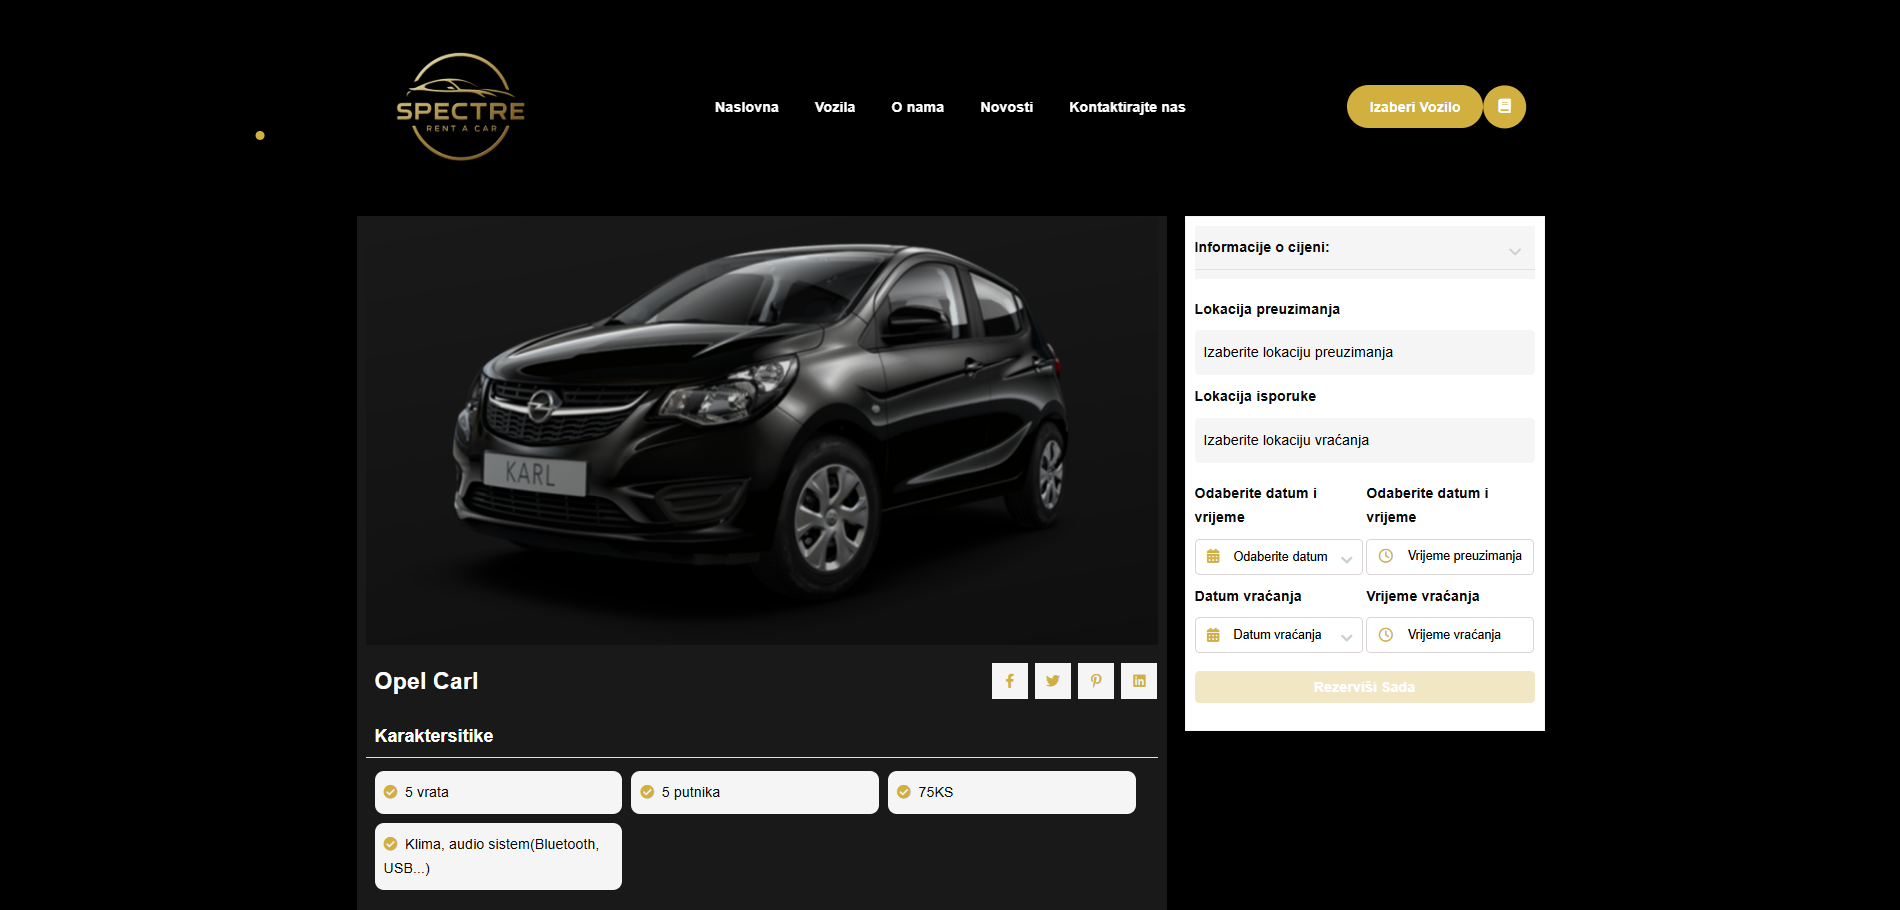 SPECTRE
RENT A CAR
Naslovna
Vozila
O nama
Novosti
Kontaktirajte nas
Izaberi Vozilo
KARL
Opel Carl
Karaktersitike
5 vrata
5 putnika
75KS
Klima, audio sistem(Bluetooth,
USB...)
Informacije o cijeni:
Lokacija preuzimanja
Izaberite lokaciju preuzimanja
Lokacija isporuke
Izaberite lokaciju vraćanja
Odaberite datum i
vrijeme
Odaberite datum i
vrijeme
Odaberite datum
Vrijeme preuzimanja
Datum vraćanja
Vrijeme vraćanja
Datum vraćanja
Vrijeme vraćanja
Rezerviši Sada